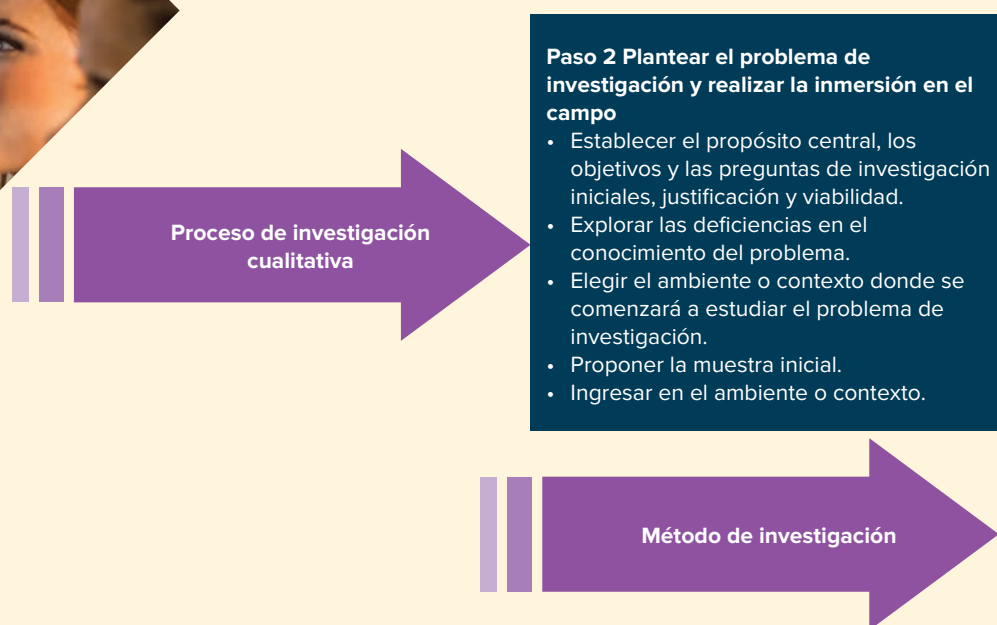 Paso 2 Plantear el problema de
investigación y realizar la inmersión en el
campo
• Establecer el propósito central, los
objetivos y las preguntas de investigación
iniciales, justificación y viabilidad.
• Explorar las deficiencias en el
conocimiento del problema.
• Elegir el ambiente o contexto donde se
comenzará a estudiar el problema de
investigación.
• Proponer la muestra inicial.
• Ingresar en el ambiente o contexto.
Proceso de investigación
cualitativa
Método de investigación